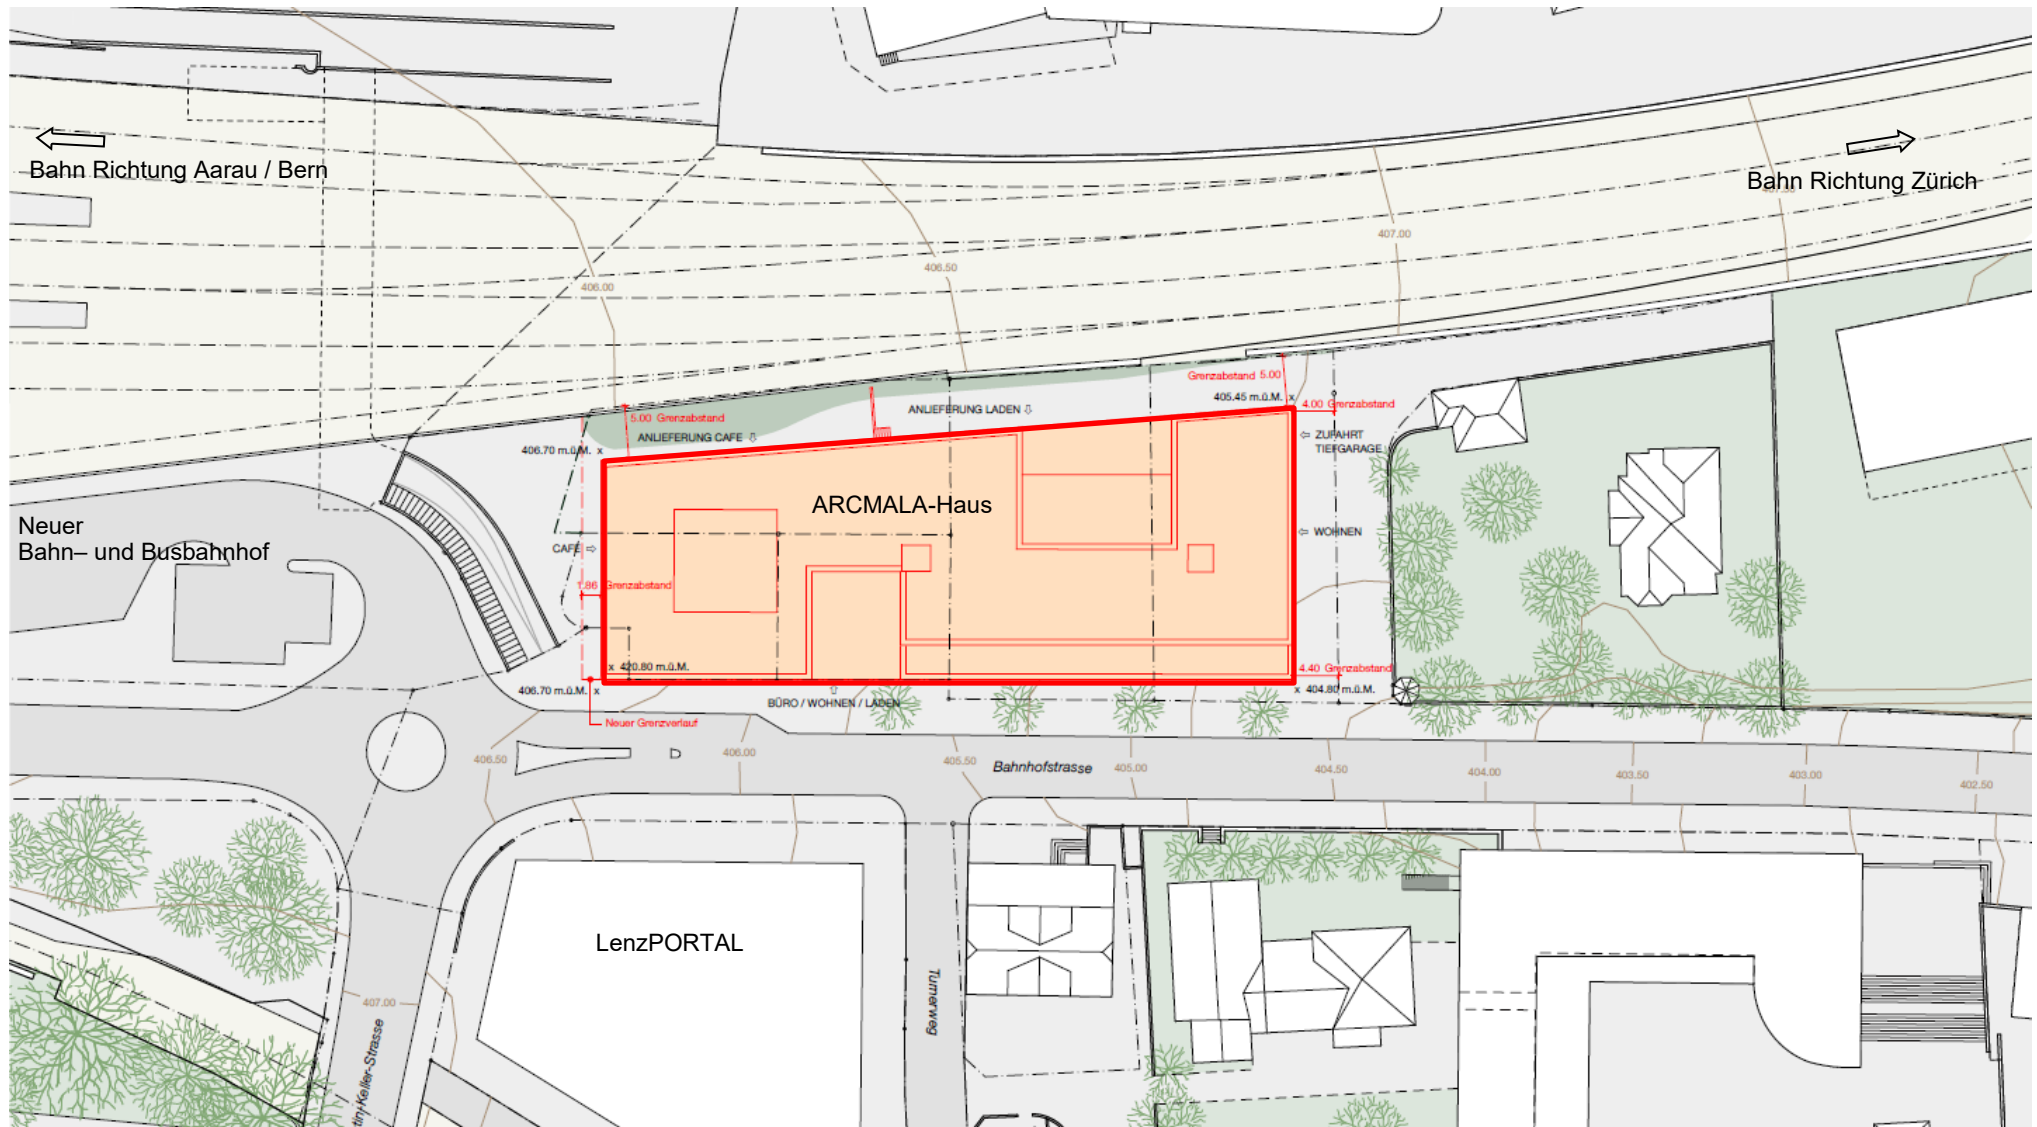 Bahn Richtung Aarau / Bern
Bahn Richtung Zürich
407.00
406.50
406.00
Grenzabstand 5.00
405.45 m.ü.M. x
4.00 Grenzabstand
5.00 Grenzabstand
ANLIEFERUNG LADEN
ANLIEFERUNG CAFE
406.70 m.ü.M. x
ZUFAHRT
TIEFGARAGE
ARCMALA-Haus
Neuer
Bahn– und Busbahnhof
CAFE
WOHNEN
1.86 Grenzabstand
x 420.80 m.ü.M.
4.40 Grenzabstand
406.70 m.ü.M. x
x 404.80 m.ü.M.
BÜRO / WOHNEN / LADEN
Neuer Grenzverlauf
406.50
406.00
405.50
Bahnhofstrasse
405.00
404.50
404.00
403.50
403.00
402.50
LenzPORTAL
Turnerweg
407.00
tin-Keller-Strasse